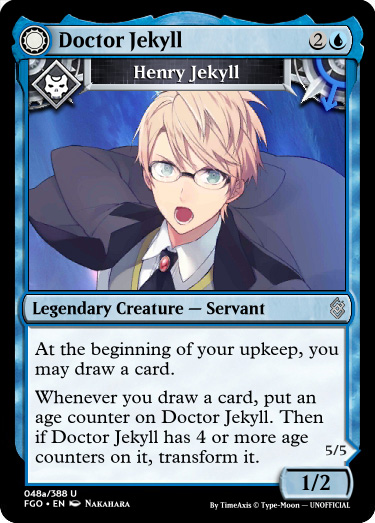 Doctor Jekyll 2
Henry Jekyll
Legendary Creature — Servant
At the beginning of your upkeep, you
may draw a card.
Whenever you draw a card, put an
age counter on Doctor Jekyll. Then
if Doctor Jekyll has 4 or more age
counters on it, transform it.
5/5
1/2
048a/388 U
FGO • EN NAKAHARA
By TimeAxis © Type-Moon — UNOFFICIAL